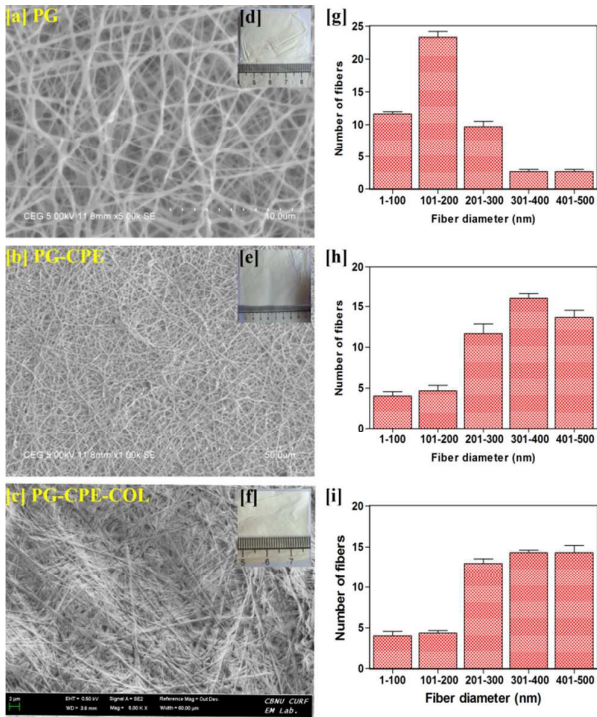 [a] PG
[d]
CEG 5.00kV 11.8mm x5.00k SE
10.0um
[g]
Number of fibers
25
20
15
10
5
0
1-100
101-200
201-300
301-400
401-500
Fiber diameter (nm)
[b] PG-CPE
[e]
CEG 5.00kV 11.8mm x1.00k SE
50.0um
[h]
Number of fibers
20
15
10
5
0
1-100
101-200
201-300
301-400
401-500
Fiber diameter (nm)
[c] PG-CPE-COL
[f]
5 6 7
2 µm
EHT = 0.50 kV
Signal A = SE2
Reference Mag = Out Dev.
WD = 3.6 mm
Mag = 5.00 K X
Width = 60.00 µm
CBNU CURF
EM Lab.
[i]
Number of fibers
20
15
10
5
0
1-100
101-200
201-300
301-400
401-500
Fiber diameter (nm)